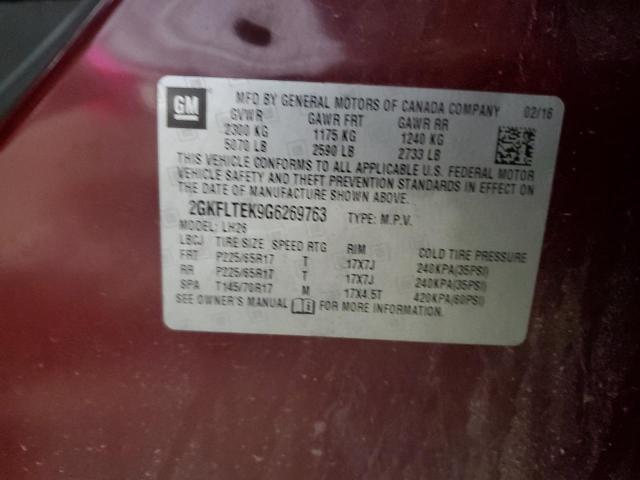 GM
MFD BY GENERAL MOTORS OF CANADA COMPANY 02/16
GVWR GAWR FRT GAWR RR
2300 KG 1175 KG 1240 KG
5070 LB 2590 LB 2733 LB
THIS VEHICLE CONFORMS TO ALL APPLICABLE U.S. FEDERAL MOTOR
VEHICLE SAFETY AND THEFT PREVENTION STANDARDS IN EFFECT ON
THE DATE OF MANUFACTURE SHOWN ABOVE.
2GKFLTEK9G6269763 TYPE: M.P.V.
MODEL: LH26
LBCJ TIRE SIZE SPEED RTG RIM COLD TIRE PRESSURE
FRT P225/65R17 T 17X7J 240KPA(35PSI)
RR P225/65R17 T 17X7J 240KPA(35PSI)
SPA T145/70R17 M 17X4.5T 420KPA(60PSI)
SEE OWNER'S MANUAL FOR MORE INFORMATION.